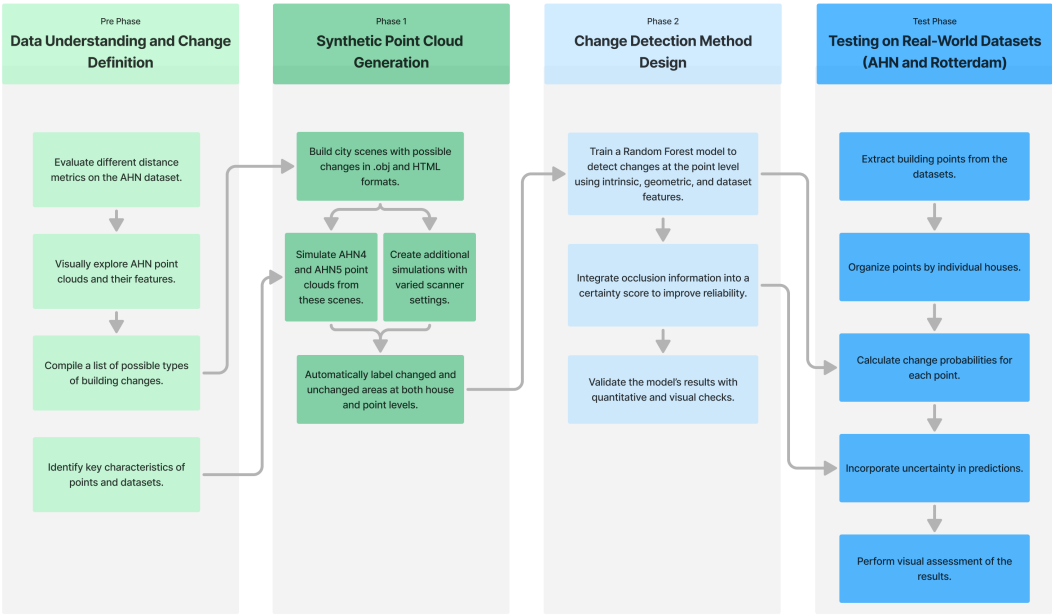 Pre Phase
Data Understanding and Change
Definition
Evaluate different distance
metrics on the AHN dataset.
Visually explore AHN point
clouds and their features.
Compile a list of possible types
of building changes.
Identify key characteristics of
points and datasets.
Phase 1
Synthetic Point Cloud
Generation
Build city scenes with possible
changes in .obj and HTML
formats.
Simulate AHN4
and AHN5 point
clouds from
these scenes.
Create additional
simulations with
varied scanner
settings.
Automatically label changed and
unchanged areas at both house
and point levels.
Phase 2
Change Detection Method
Design
Train a Random Forest model to
detect changes at the point level
using intrinsic, geometric, and dataset
features.
Integrate occlusion information into a
certainty score to improve reliability.
Validate the model's results with
quantitative and visual checks.
Test Phase
Testing on Real-World Datasets
(AHN and Rotterdam)
Extract building points from the
datasets.
Organize points by individual houses.
Calculate change probabilities for
each point.
Incorporate uncertainty in predictions.
Perform visual assessment of the
results.